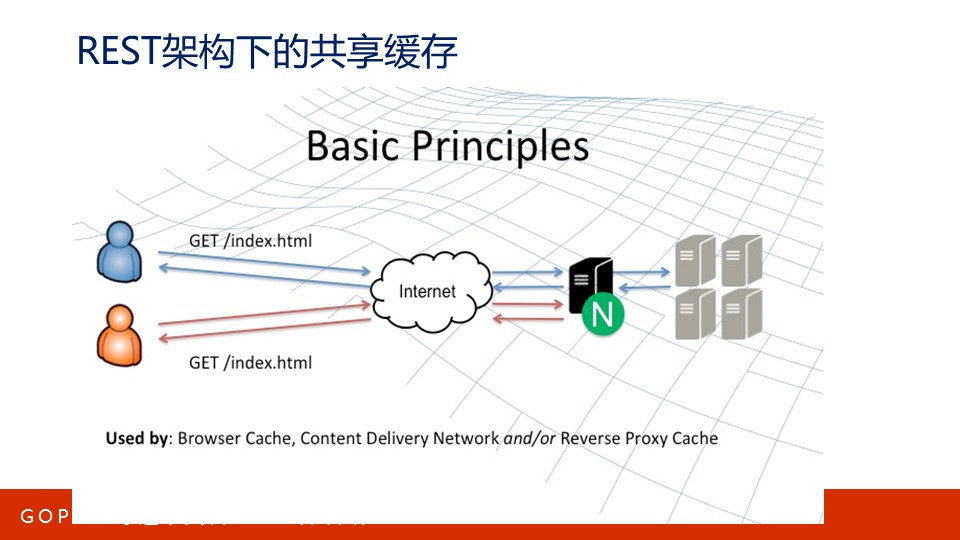 REST架构下的共享缓存
Basic Principles
GET /index.html
Internet
N
GET /index.html
Used by: Browser Cache, Content Delivery Network and/or Reverse Proxy Cache
GOP